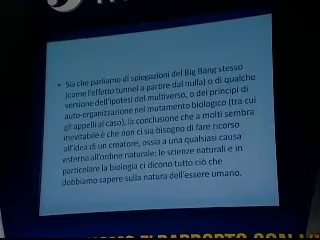 • Sia che parliamo di spiegazioni del Big Bang stesso
(come l'effetto tunnel a partire dal nulla) o di qualche
versione dell'ipotesi del multiverso, o dei principi di
auto-organizzazione nel mutamento biologico (tra cui
gli appelli al caso), la conclusione che a molti sembra
inevitabile è che non ci sia bisogno di fare ricorso
all'idea di un creatore, ossia a una qualsiasi causa
esterna all'ordine naturale: le scienze naturali e in
particolare la biologia ci dicono tutto ciò che
dobbiamo sapere sulla natura dell'essere umano.
RAPPORTO CON